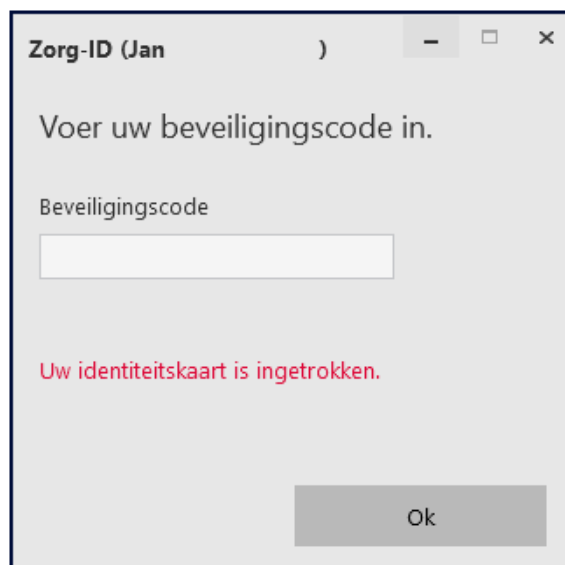 Zorg-ID (Jan )
Voer uw beveiligingscode in.
Beveiligingscode
Uw identiteitskaart is ingetrokken.
Ok